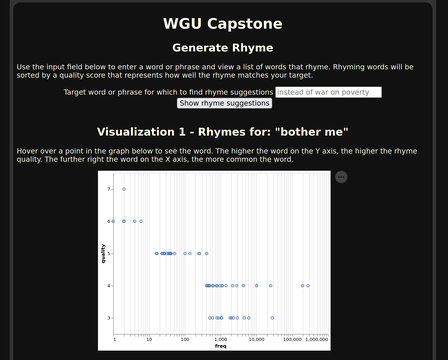 WGU Capstone
Generate Rhyme
Use the input field below to enter a word or phrase and view a list of words that rhyme. Rhyming words will be
sorted by a quality score that represents how well the rhyme matches your target.
Target word or phrase for which to find rhyme suggestions instead of war on poverty
Show rhyme suggestions
Visualization 1 - Rhymes for: "bother me"
Hover over a point in the graph below to see the word. The higher the word on the Y axis, the higher the rhyme
quality. The further right the word on the X axis, the more common the word.
7
6
5
quality
4
3
1 10 100 1,000 10,000 100,000 1,000,000
freq